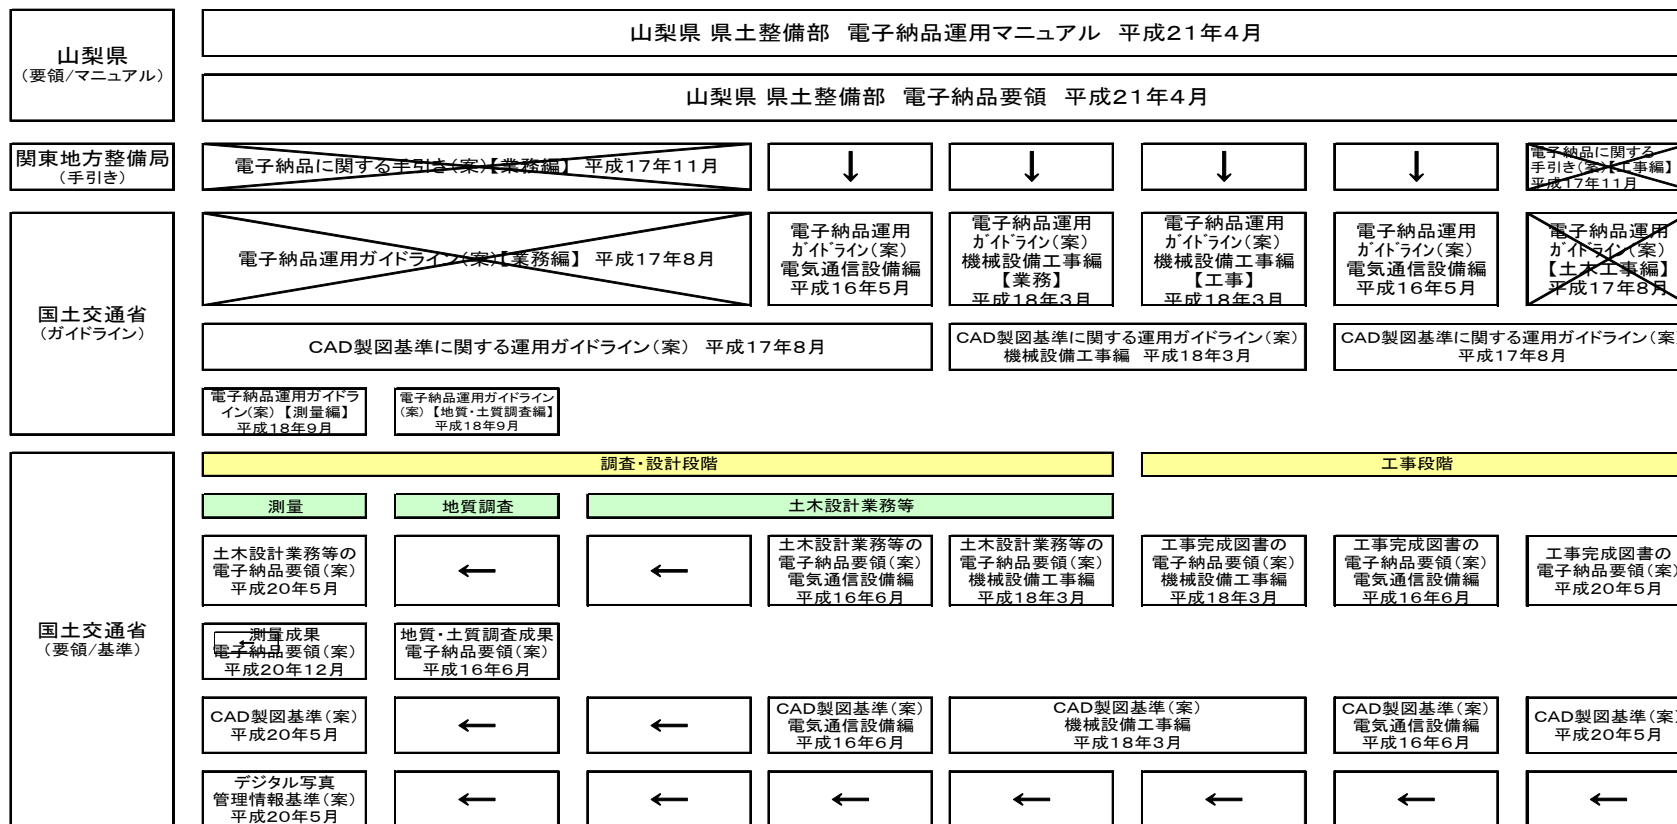 山梨県
(要領/マニュアル)
山梨県 県土整備部 電子納品運用マニュアル 平成21年4月
山梨県 県土整備部 電子納品要領 平成21年4月
関東地方整備局
(手引き)
電子納品に関する手引き(案)【業務編】 平成17年11月
↓
↓
↓
↓
電子納品に関する
手引き(案)【工事編】
平成17年11月
国土交通省
(ガイドライン)
電子納品運用ガイドライン(案)【業務編】 平成17年8月
電子納品運用
ガイドライン(案)
電気通信設備編
平成16年5月
電子納品運用
ガイドライン(案)
機械設備工事編
【業務】
平成18年3月
電子納品運用
ガイドライン(案)
機械設備工事編
【工事】
平成18年3月
電子納品運用
ガイドライン(案)
電気通信設備編
平成16年5月
電子納品運用
ガイドライン(案)
【土木工事編】
平成17年8月
CAD製図基準に関する運用ガイドライン(案) 平成17年8月
CAD製図基準に関する運用ガイドライン(案)
機械設備工事編 平成18年3月
CAD製図基準に関する運用ガイドライン(案)
平成17年8月
電子納品運用ガイドラ
イン(案)【測量編】
平成18年9月
電子納品運用ガイドライン
(案)【地質・土質調査編】
平成18年9月
国土交通省
(要領/基準)
調査・設計段階
工事段階
測量
地質調査
土木設計業務等
土木設計業務等の
電子納品要領(案)
平成20年5月
←
←
土木設計業務等の
電子納品要領(案)
電気通信設備編
平成16年6月
土木設計業務等の
電子納品要領(案)
機械設備工事編
平成18年3月
工事完成図書の
電子納品要領(案)
機械設備工事編
平成18年3月
工事完成図書の
電子納品要領(案)
電気通信設備編
平成16年6月
工事完成図書の
電子納品要領(案)
平成20年5月
←
測量成果
電子納品要領(案)
平成20年12月
地質・土質調査成果
電子納品要領(案)
平成16年6月
CAD製図基準(案)
平成20年5月
←
←
CAD製図基準(案)
電気通信設備編
平成16年6月
CAD製図基準(案)
機械設備工事編
平成18年3月
CAD製図基準(案)
電気通信設備編
平成16年6月
CAD製図基準(案)
平成20年5月
デジタル写真
管理情報基準(案)
平成20年5月
←
←
←
←
←
←
←